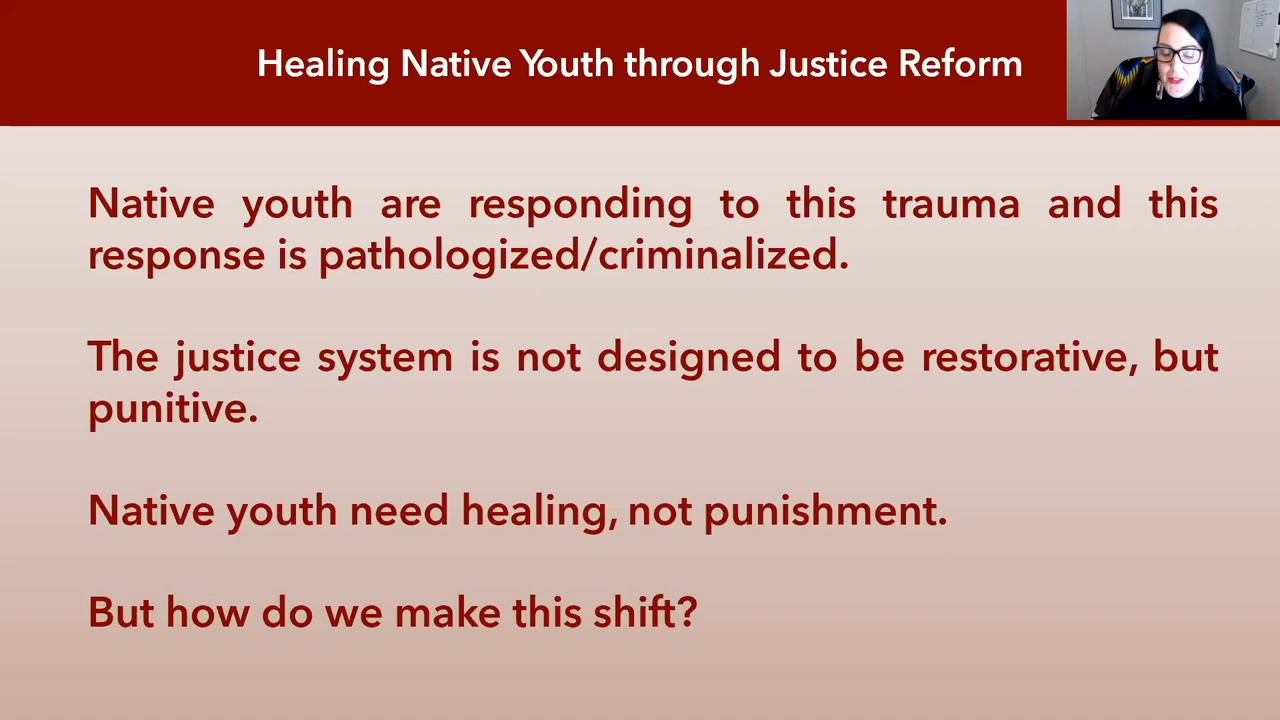 Healing Native Youth through Justice Reform
Native youth are responding to this trauma and this
response is pathologized/criminalized.
The justice system is not designed to be restorative, but
punitive.
Native youth need healing, not punishment.
But how do we make this shift?